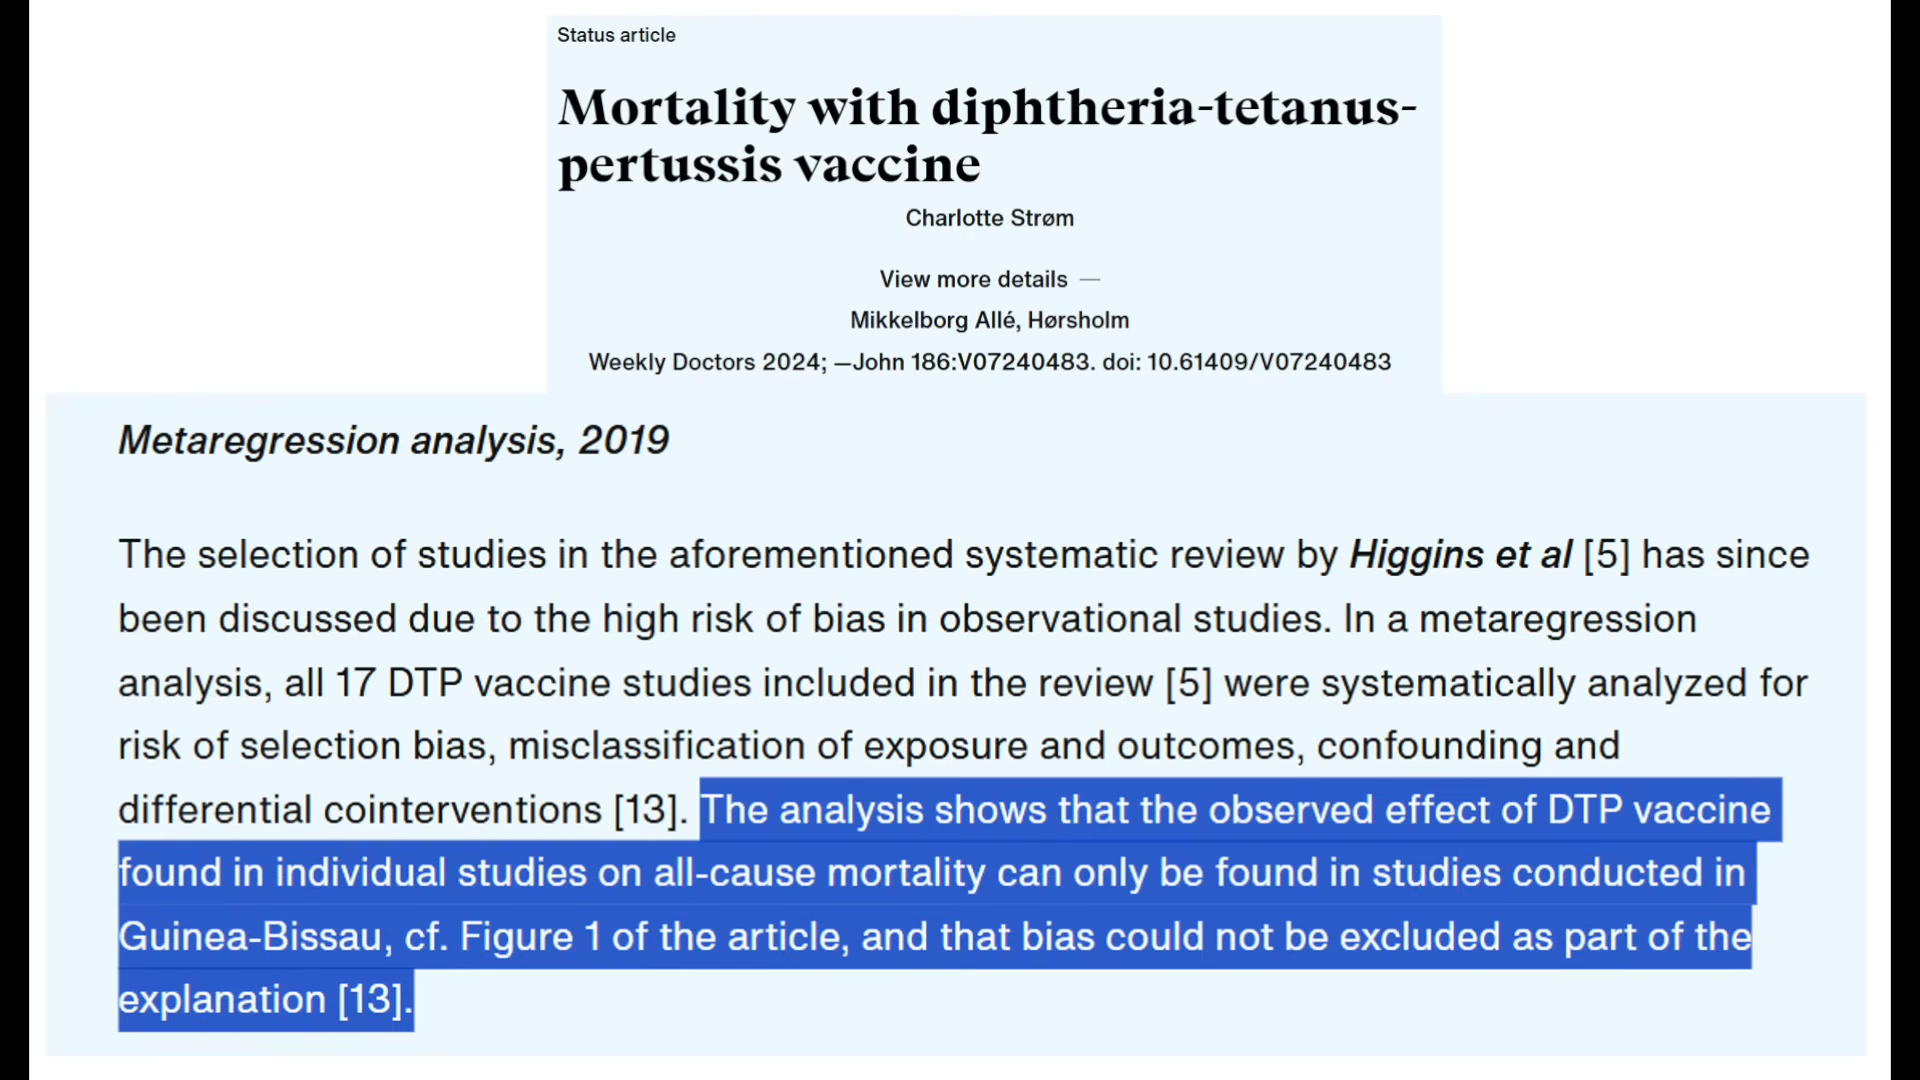 Status article
Mortality with diphtheria-tetanus-
pertussis vaccine
Charlotte Strøm
View more details —
Mikkelborg Allé, Hørsholm
Weekly Doctors 2024; —John 186:V07240483. doi: 10.61409/V07240483
Metaregression analysis, 2019
The selection of studies in the aforementioned systematic review by Higgins et al [5] has since
been discussed due to the high risk of bias in observational studies. In a metaregression
analysis, all 17 DTP vaccine studies included in the review [5] were systematically analyzed for
risk of selection bias, misclassification of exposure and outcomes, confounding and
differential cointerventions [13]. The analysis shows that the observed effect of DTP vaccine
found in individual studies on all-cause mortality can only be found in studies conducted in
Guinea-Bissau, cf. Figure 1 of the article, and that bias could not be excluded as part of the
explanation [13].